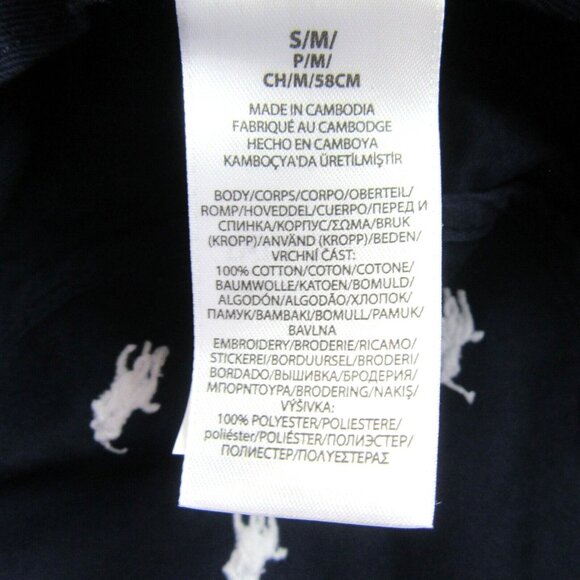 S/M/
P/M/
CH/M/58CM
MADE IN CAMBODIA
FABRIQUÉ AU CAMBODGE
HECHO EN CAMBOYA
KAMBOÇYA'DA ÜRETİLMİŞTİR
BODY/CORPS/CORPO/OBERTEIL/
ROMP/HOVEDDEL/CUERPO/ПЕРЕД И
СПИНКА/КОРПУС/ΣΩΜΑ/BRUK
(KROPP)/ANVÄND (KROPP)/BEDEN/
VRCHNÍ ČÁST:
100% COTTON/COTON/COTONE/
BAUMWOLLE/KATOEN/BOMULD/
ALGODÓN/ALGODÃO/ХЛОПОК/
ПАМУК/BAMBAKI/BOMULL/PAMUK/
BAVLNA
EMBROIDERY/BRODERIE/RICAMO/
STICKEREI/BORDUURSEL/BRODERI/
BORDADO/ВЫШИВКА/БРОДЕРИЯ/
ΜΠΟΡΝΤΟΥΡΑ/BRODERING/NAKIŞ/
VÝŠIVKA:
100% POLYESTER/POLIESTERE/
poliéster/POLIÉSTER/ПОЛИЭСТЕР/
ПОЛИЕСТЕР/ΠΟΛΥΕΣΤΕΡΑΣ